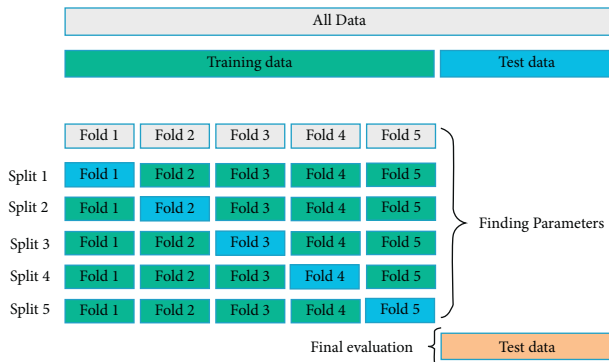 All Data
Training data Test data
Fold 1 Fold 2 Fold 3 Fold 4 Fold 5
Split 1 Fold 1 Fold 2 Fold 3 Fold 4 Fold 5
Split 2 Fold 1 Fold 2 Fold 3 Fold 4 Fold 5
Finding Parameters
Split 3 Fold 1 Fold 2 Fold 3 Fold 4 Fold 5
Split 4 Fold 1 Fold 2 Fold 3 Fold 4 Fold 5
Split 5 Fold 1 Fold 2 Fold 3 Fold 4 Fold 5
Final evaluation Test data